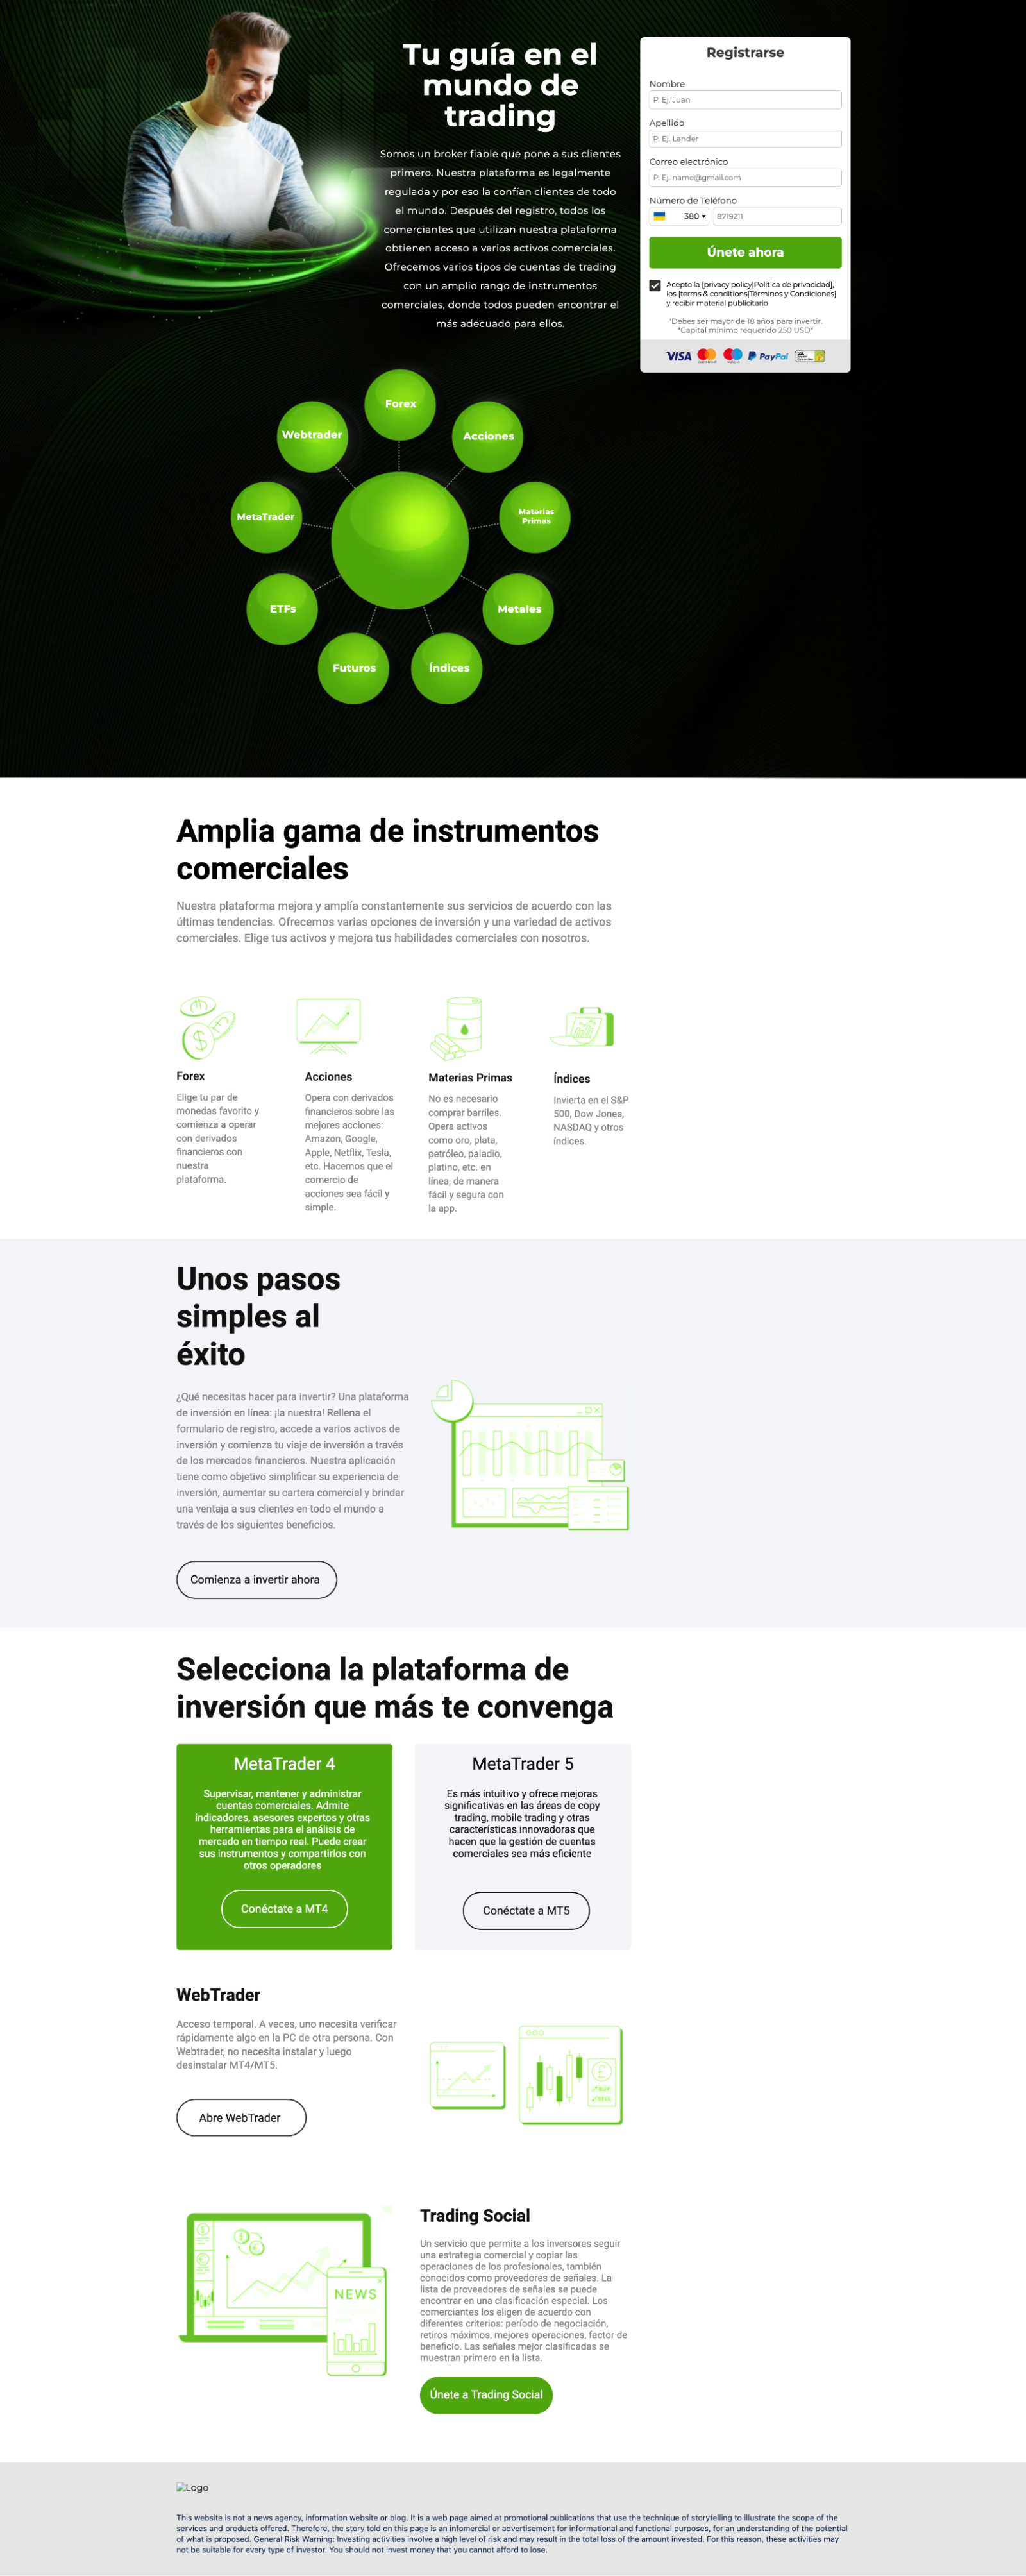 Tu guía en el
mundo de
trading
Somos un broker fiable que pone a sus clientes
primero. Nuestra plataforma es legalmente
regulada y por eso la confían clientes de todo
el mundo. Después del registro, todos los
comerciantes que utilizan nuestra plataforma
obtienen acceso a varios activos comerciales.
Ofrecemos varios tipos de cuentas de trading
con un amplio rango de instrumentos
comerciales, donde todos pueden encontrar el
más adecuado para ellos.
Registrarse
Nombre
P. Ej. Juan
Apellido
P. Ej. Lander
Correo electrónico
P. Ej. name@gmail.com
Número de Teléfono
380 8719211
Únete ahora
Acepto la [privacy policy|Política de privacidad],
los [terms & conditions|Términos y Condiciones]
y recibir material publicitario
*Debes ser mayor de 18 años para invertir.
*Capital mínimo requerido 250 USD*
VISA PayPal
Forex
Webtrader
Acciones
MetaTrader
Materias
Primas
ETFs
Metales
Futuros
Índices
Amplia gama de instrumentos
comerciales
Nuestra plataforma mejora y amplía constantemente sus servicios de acuerdo con las
últimas tendencias. Ofrecemos varias opciones de inversión y una variedad de activos
comerciales. Elige tus activos y mejora tus habilidades comerciales con nosotros.
Forex
Elige tu par de
monedas favorito y
comienza a operar
con derivados
financieros con
nuestra
plataforma.
Acciones
Opera con derivados
financieros sobre las
mejores acciones:
Amazon, Google,
Apple, Netflix, Tesla,
etc. Hacemos que el
comercio de
acciones sea fácil y
simple.
Materias Primas
No es necesario
comprar barriles.
Opera activos
como oro, plata,
petróleo, paladio,
platino, etc. en
línea, de manera
fácil y segura con
la app.
Índices
Invierta en el S&P
500, Dow Jones,
NASDAQ y otros
índices.
Unos pasos
simples al
éxito
¿Qué necesitas hacer para invertir? Una plataforma
de inversión en línea: ¡la nuestra! Rellena el
formulario de registro, accede a varios activos de
inversión y comienza tu viaje de inversión a través
de los mercados financieros. Nuestra aplicación
tiene como objetivo simplificar su experiencia de
inversión, aumentar su cartera comercial y brindar
una ventaja a sus clientes en todo el mundo a
través de los siguientes beneficios.
Comienza a invertir ahora
Selecciona la plataforma de
inversión que más te convenga
MetaTrader 4
Supervisar, mantener y administrar
cuentas comerciales. Admite
indicadores, asesores expertos y otras
herramientas para el análisis de
mercado en tiempo real. Puede crear
sus instrumentos y compartirlos con
otros operadores
Conéctate a MT4
MetaTrader 5
Es más intuitivo y ofrece mejoras
significativas en las áreas de copy
trading, mobile trading y otras
características innovadoras que
hacen que la gestión de cuentas
comerciales sea más eficiente
Conéctate a MT5
WebTrader
Acceso temporal. A veces, uno necesita verificar
rápidamente algo en la PC de otra persona. Con
Webtrader, no necesita instalar y luego
desinstalar MT4/MT5.
Abre WebTrader
BUY
SELL
NEWS
Trading Social
Un servicio que permite a los inversores seguir
una estrategia comercial y copiar las
operaciones de los profesionales, también
conocidos como proveedores de señales. La
lista de proveedores de señales se puede
encontrar en una clasificación especial. Los
comerciantes los eligen de acuerdo con
diferentes criterios: período de negociación,
retiros máximos, mejores operaciones, factor de
beneficio. Las señales mejor clasificadas se
muestran primero en la lista.
Únete a Trading Social
Logo
This website is not a news agency, information website or blog. It is a web page aimed at promotional publications that use the technique of storytelling to illustrate the scope of the
services and products offered. Therefore, the story told on this page is an infomercial or advertisement for informational and functional purposes, for an understanding of the potential
of what is proposed. General Risk Warning: Investing activities involve a high level of risk and may result in the total loss of the amount invested. For this reason, these activities may
not be suitable for every type of investor. You should not invest money that you cannot afford to lose.